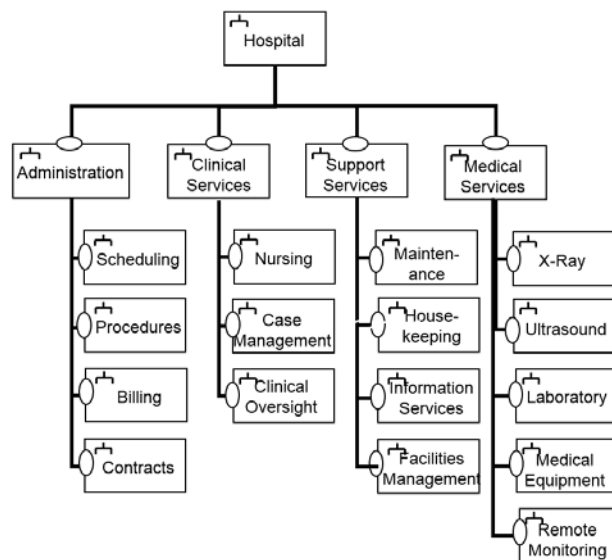 Hospital
Administration
Clinical
Services
Support
Services
Medical
Services
Scheduling
Procedures
Billing
Contracts
Nursing
Case
Management
Clinical
Oversight
Mainten-
ance
House-
keeping
Information
Services
Facilities
Management
X-Ray
Ultrasound
Laboratory
Medical
Equipment
Remote
Monitoring